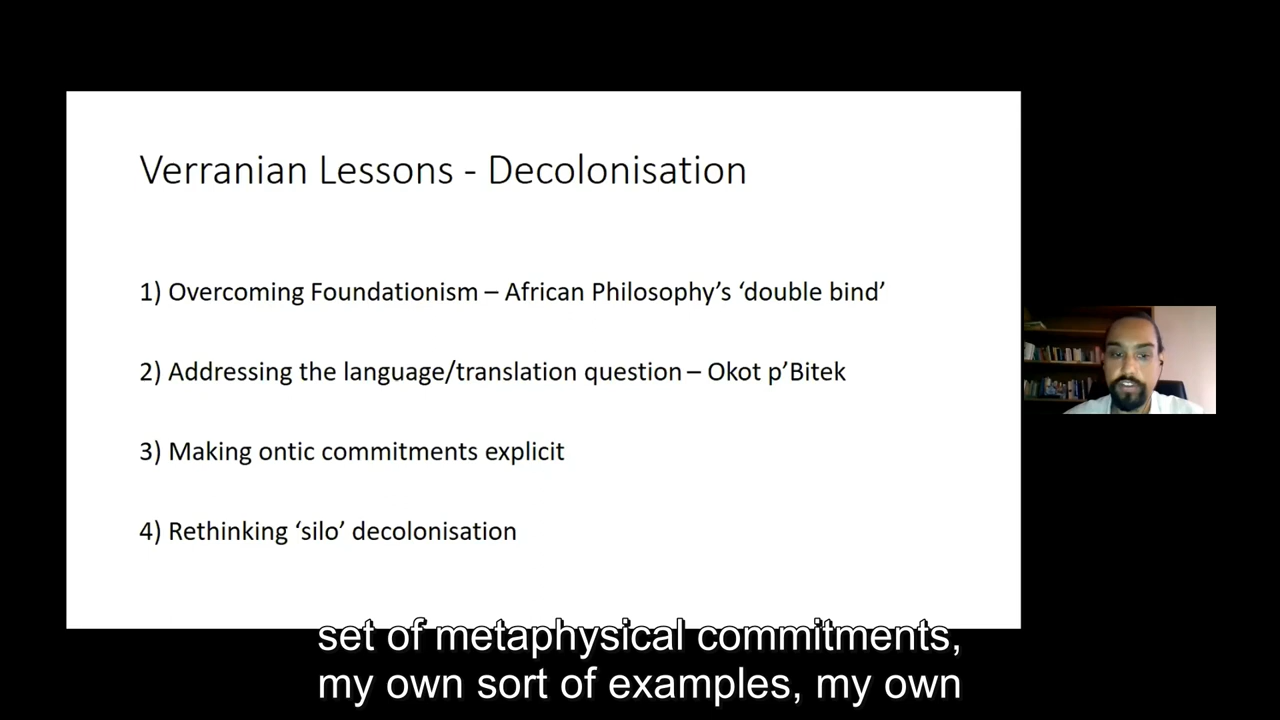 Verranian Lessons - Decolonisation
1) Overcoming Foundationism – African Philosophy’s ‘double bind’
2) Addressing the language/translation question – Okot p’Bitek
3) Making ontic commitments explicit
4) Rethinking ‘silo’ decolonisation
set of metaphysical commitments,
my own sort of examples, my own